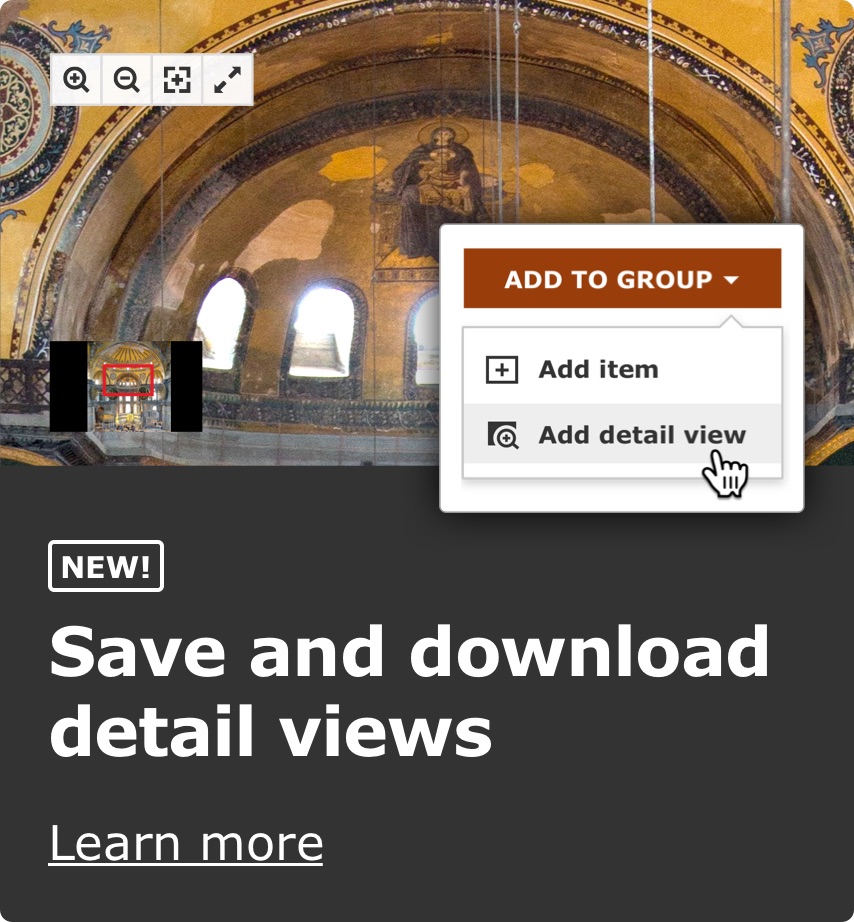 ADD TO GROUP
Add item
Add detail view
NEW!
Save and download
detail views
Learn more